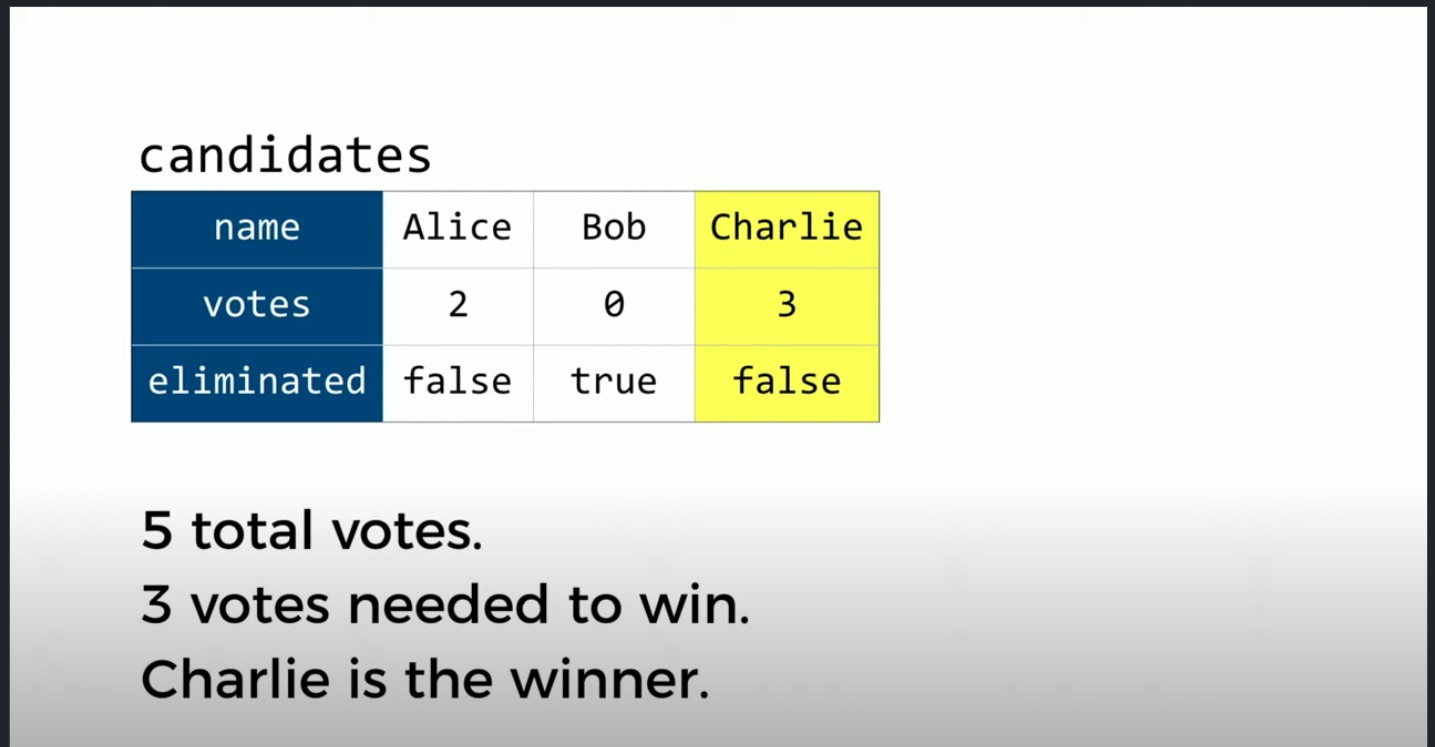 candidates
name Alice Bob Charlie
votes 2 0 3
eliminated false true false
5 total votes.
3 votes needed to win.
Charlie is the winner.